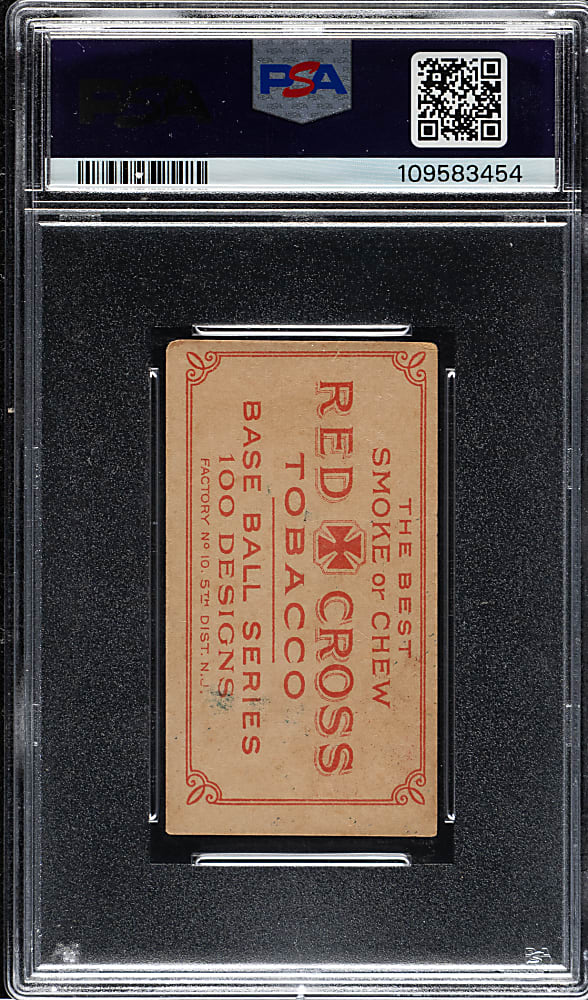 PSA
PSA
109583454
THE BEST
SMOKE or CHEW
RED CROSS
TOBACCO
BASE BALL SERIES
100 DESIGNS
FACTORY Nº 10. 5TH DIST. N.J.